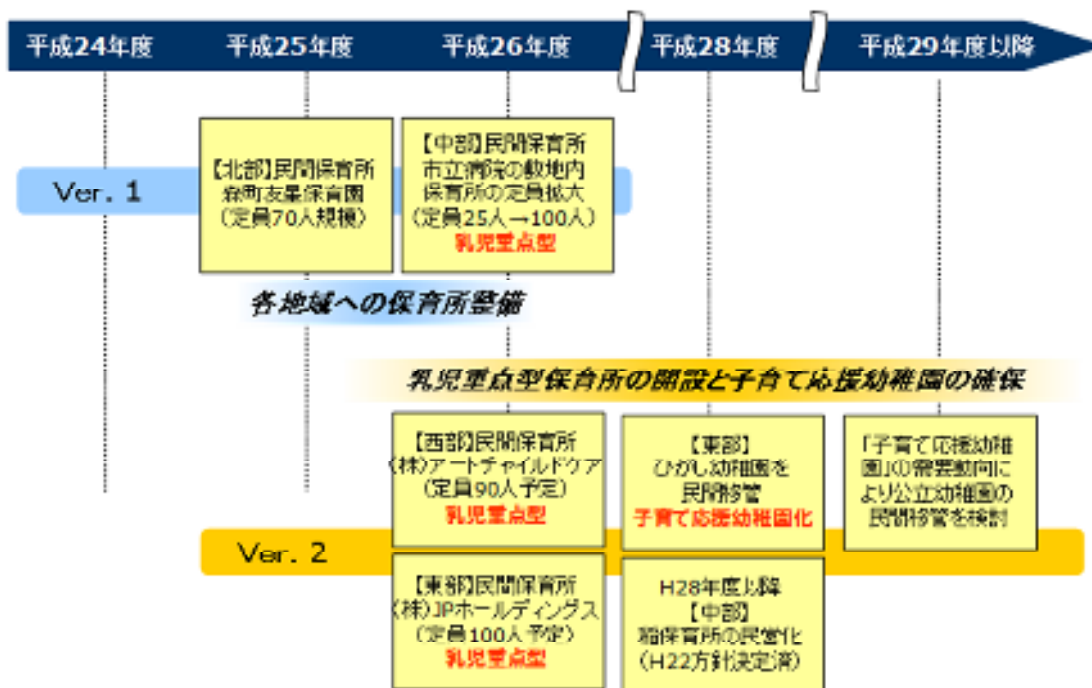 平成24年度
平成25年度
平成26年度
平成28年度
平成29年度以降
Ver. 1
【北部】民間保育所
森町友星保育園
(定員70人規模)
【中部】民間保育所
市立病院の敷地内
保育所の定員拡大
(定員25人→100人)
乳児重点型
各地域への保育所整備
乳児重点型保育所の開設と子育て応援幼稚園の確保
Ver. 2
【西部】民間保育所
(株)アートチャイルドケア
(定員90人予定)
乳児重点型
【東部】
ひがし幼稚園を
民間移管
子育て応援幼稚園化
「子育て応援幼稚
園」の需要動向に
より公立幼稚園の
民間移管を検討
【東部】民間保育所
(株)JPホールディングス
(定員100人予定)
乳児重点型
H28年度以降
【中部】
稲保育所の民営化
(H22方針決定済)